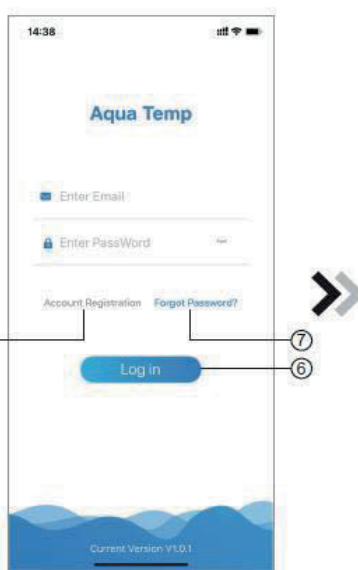 14:38
Aqua Temp
Enter Email
Enter PassWord
Account Registration Forgot Password?
⑦
Log in
⑥
Current Version V1.0.1